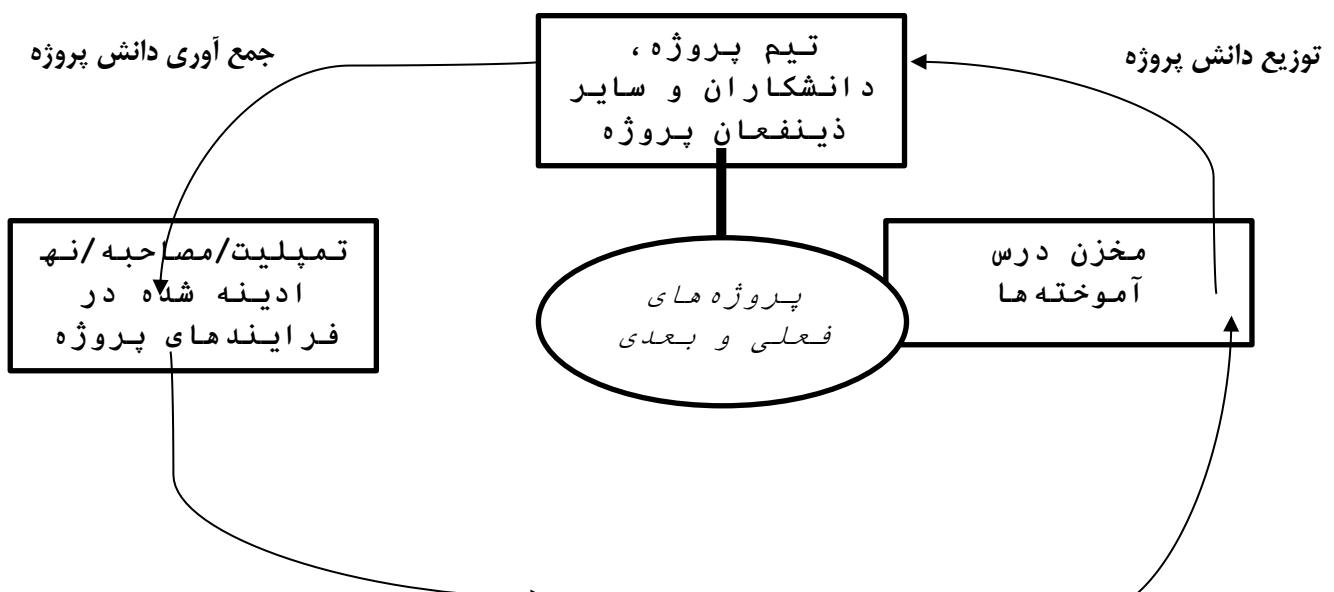 توزیع دانش پروژه
تیم پروژه،
دانشکاران و سایر
ذینفعان پروژه
جمع آوری دانش پروژه
مخزن درس
آموخته‌ها
پروژه‌های
فعلی و بعدی
تمپلیت/مصاحبه/نه
ادینه شده در
فرایندهای پروژه